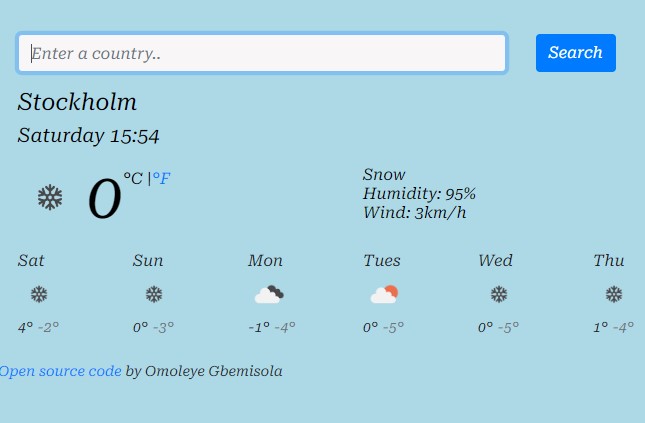 Enter a country..
Search
Stockholm
Saturday 15:54
0 °C |°F
Snow
Humidity: 95%
Wind: 3km/h
Sat Sun Mon Tues Wed Thu
4° -2° 0° -3° -1° -4° 0° -5° 0° -5° 1° -4°
Open source code by Omoleye Gbemisola